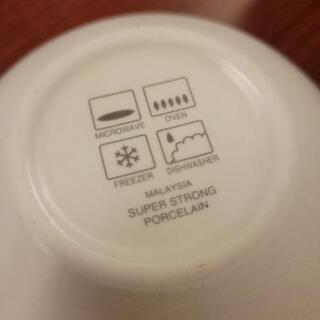 MICROWAVE OVEN
FREEZER DISHWASHER
MALAYSIA
SUPER STRONG
PORCELAIN